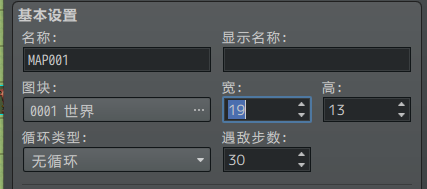 基本设置
名称: 显示名称:
MAP001
图块: 宽: 高:
0001 世界 ... 19 13
循环类型: 遇敌步数:
无循环 30